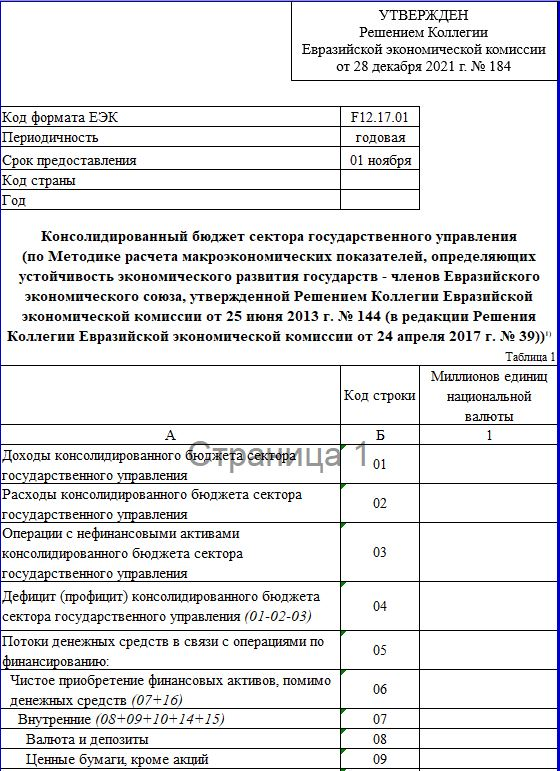 УТВЕРЖДЕН
Решением Коллегии
Евразийской экономической комиссии
от 28 декабря 2021 г. № 184
Код формата ЕЭК F12.17.01
Периодичность годовая
Срок предоставления 01 ноября
Код страны
Год
Консолидированный бюджет сектора государственного управления
(по Методике расчета макроэкономических показателей, определяющих
устойчивость экономического развития государств - членов Евразийского
экономического союза, утвержденной Решением Коллегии Евразийской
экономической комиссии от 25 июня 2013 г. № 144 (в редакции Решения
Коллегии Евразийской экономической комиссии от 24 апреля 2017 г. № 39))1)
Таблица 1
Код строки
Миллионов единиц
национальной
валюты
А Б 1
Страница 1
Доходы консолидированного бюджета сектора
государственного управления
01
Расходы консолидированного бюджета сектора
государственного управления
02
Операции с нефинансовыми активами
консолидированного бюджета сектора
государственного управления
03
Дефицит (профицит) консолидированного бюджета
сектора государственного управления (01-02-03)
04
Потоки денежных средств в связи с операциями по
финансированию:
05
Чистое приобретение финансовых активов, помимо
денежных средств (07+16)
06
Внутренние (08+09+10+14+15) 07
Валюта и депозиты 08
Ценные бумаги, кроме акций 09